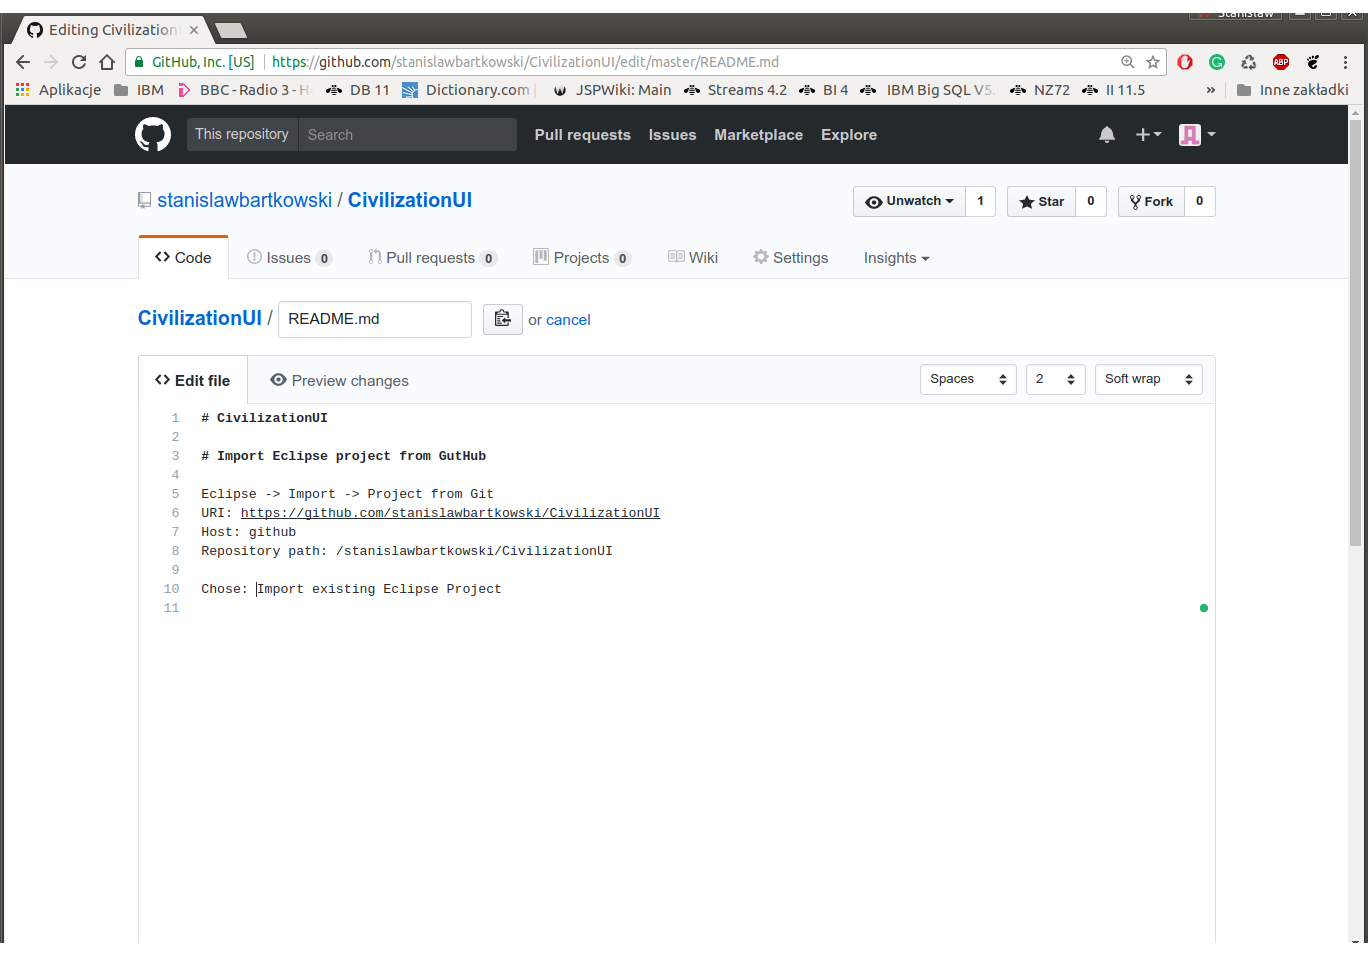 Stanisław
Editing Civilization
GitHub, Inc. [US] https://github.com/stanislawbartkowski/CivilizationUI/edit/master/README.md
Aplikacje IBM BBC - Radio 3 - H DB 11 Dictionary.com JSPWiki: Main Streams 4.2 BI 4 IBM Big SQL V5. NZ72 II 11.5 » Inne zakładki
This repository Search Pull requests Issues Marketplace Explore
stanislawbartkowski / CivilizationUI Unwatch 1 Star 0 Fork 0
Code Issues 0 Pull requests 0 Projects 0 Wiki Settings Insights
CivilizationUI / README.md or cancel
Edit file Preview changes Spaces 2 Soft wrap
1 # CivilizationUI
2
3 # Import Eclipse project from GutHub
4
5 Eclipse -> Import -> Project from Git
6 URI: https://github.com/stanislawbartkowski/CivilizationUI
7 Host: github
8 Repository path: /stanislawbartkowski/CivilizationUI
9
10 Chose: Import existing Eclipse Project
11